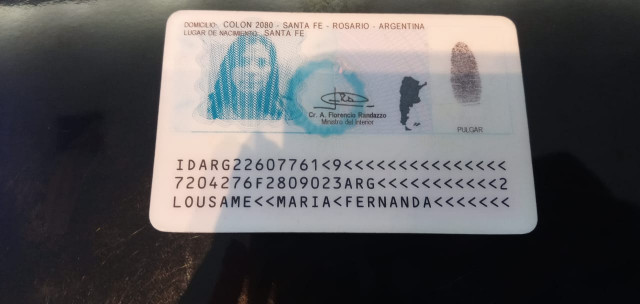 DOMICILIO: COLON 2080 - SANTA FE - ROSARIO - ARGENTINA
LUGAR DE NACIMIENTO: SANTA FE
Cr. A. Florencio Randazzo
Ministro del Interior
PULGAR
IDARG22607761<9<<<<<<<<<<<<<<<
7204276F2809023ARG<<<<<<<<<<<2
LOUSAME<<MARIA<FERNANDA<<<<<<<